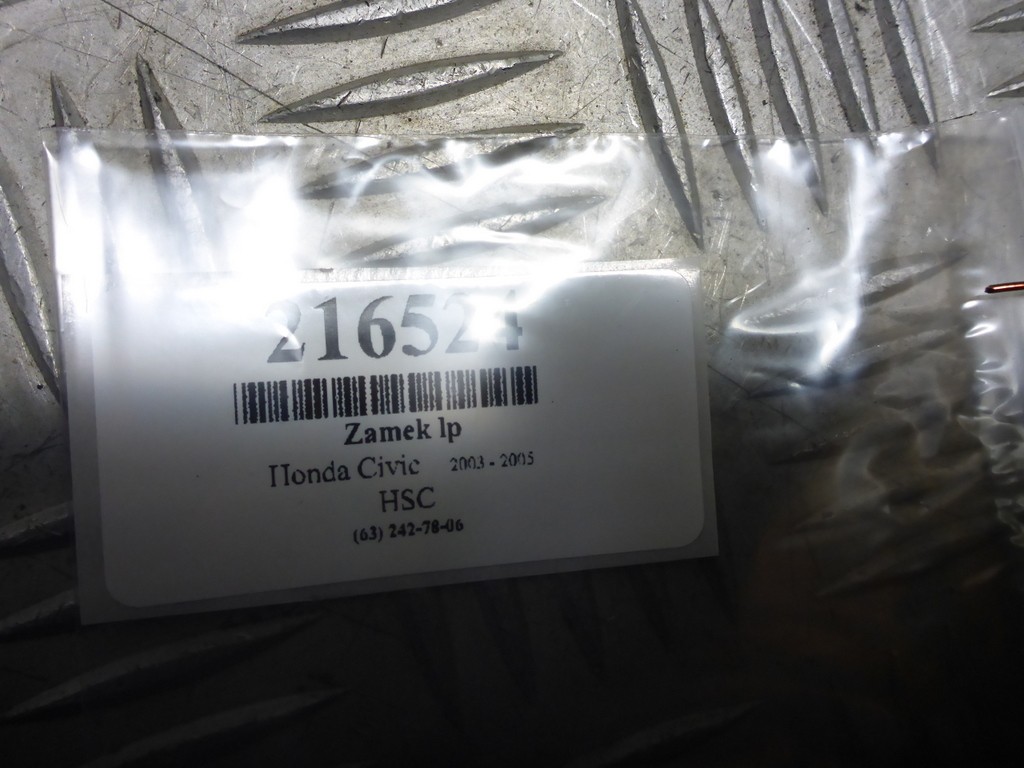 216524
Zamek lp
Honda Civic 2003 - 2005
HSC
(63) 242-78-06